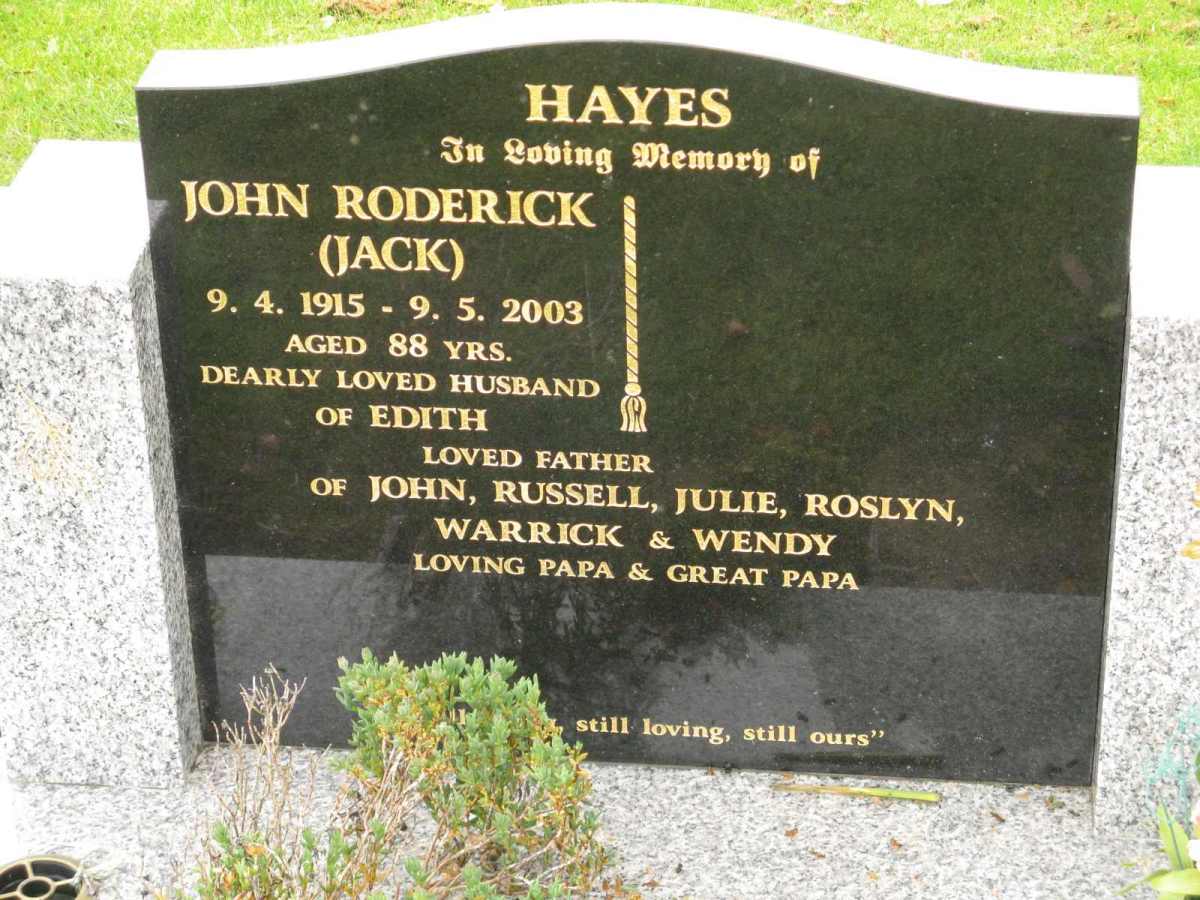 HAYES
In Loving Memory of
JOHN RODERICK
(JACK)
9. 4. 1915 - 9. 5. 2003
AGED 88 YRS.
DEARLY LOVED HUSBAND
OF EDITH
LOVED FATHER
OF JOHN, RUSSELL, JULIE, ROSLYN,
WARRICK & WENDY
LOVING PAPA & GREAT PAPA
still loving, still ours”